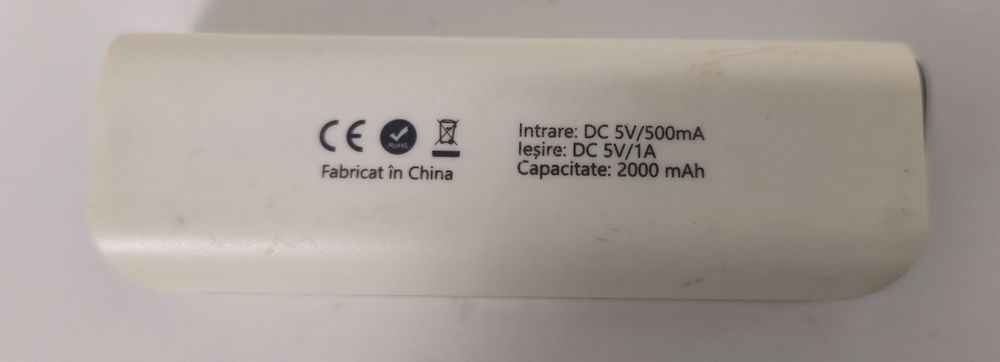 CE RoHS
Fabricat în China
Intrare: DC 5V/500mA
Ieșire: DC 5V/1A
Capacitate: 2000 mAh